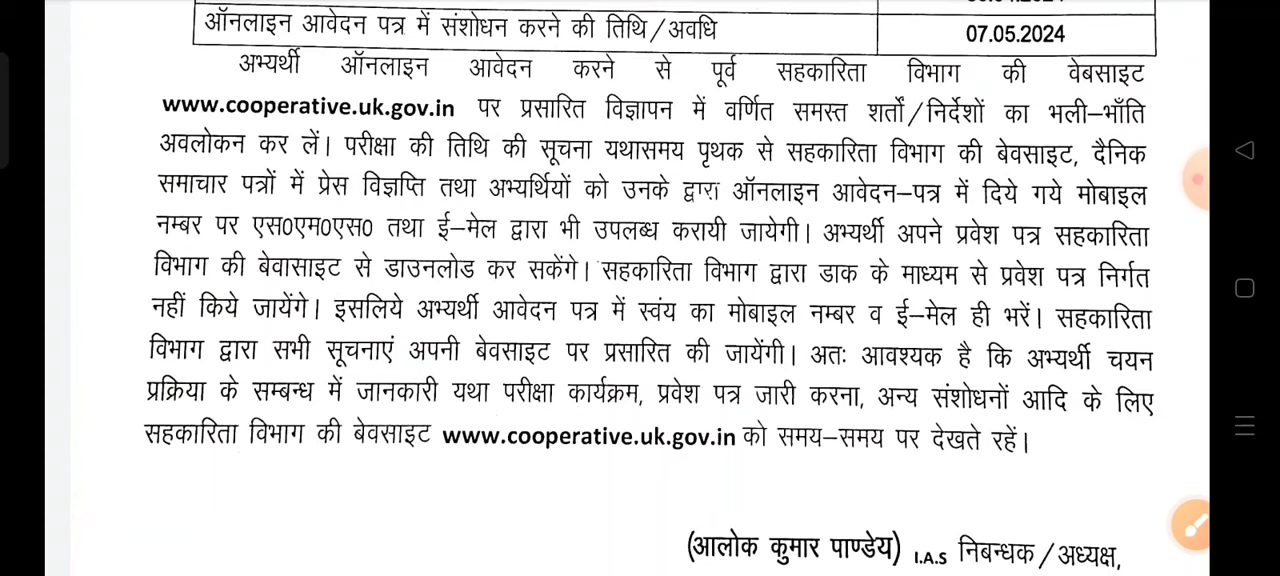 ऑनलाइन आवेदन पत्र में संशोधन करने की तिथि/अवधि 07.05.2024
अभ्यर्थी ऑनलाइन आवेदन करने से पूर्व सहकारिता विभाग की वेबसाइट
www.cooperative.uk.gov.in पर प्रसारित विज्ञापन में वर्णित समस्त शर्तों/निर्देशों का भली-भाँति
अवलोकन कर लें। परीक्षा की तिथि की सूचना यथासमय पृथक से सहकारिता विभाग की बेवसाइट, दैनिक
समाचार पत्रों में प्रेस विज्ञप्ति तथा अभ्यर्थियों को उनके द्वारा ऑनलाइन आवेदन-पत्र में दिये गये मोबाइल
नम्बर पर एस0एम0एस0 तथा ई-मेल द्वारा भी उपलब्ध करायी जायेगी। अभ्यर्थी अपने प्रवेश पत्र सहकारिता
विभाग की बेवासाइट से डाउनलोड कर सकेंगे। सहकारिता विभाग द्वारा डाक के माध्यम से प्रवेश पत्र निर्गत
नहीं किये जायेंगे। इसलिये अभ्यर्थी आवेदन पत्र में स्वंय का मोबाइल नम्बर व ई-मेल ही भरें। सहकारिता
विभाग द्वारा सभी सूचनाएं अपनी बेवसाइट पर प्रसारित की जायेंगी। अतः आवश्यक है कि अभ्यर्थी चयन
प्रक्रिया के सम्बन्ध में जानकारी यथा परीक्षा कार्यक्रम, प्रवेश पत्र जारी करना, अन्य संशोधनों आदि के लिए
सहकारिता विभाग की बेवसाइट www.cooperative.uk.gov.in को समय-समय पर देखते रहें।
(आलोक कुमार पाण्डेय) I.A.S निबन्धक/अध्यक्ष,